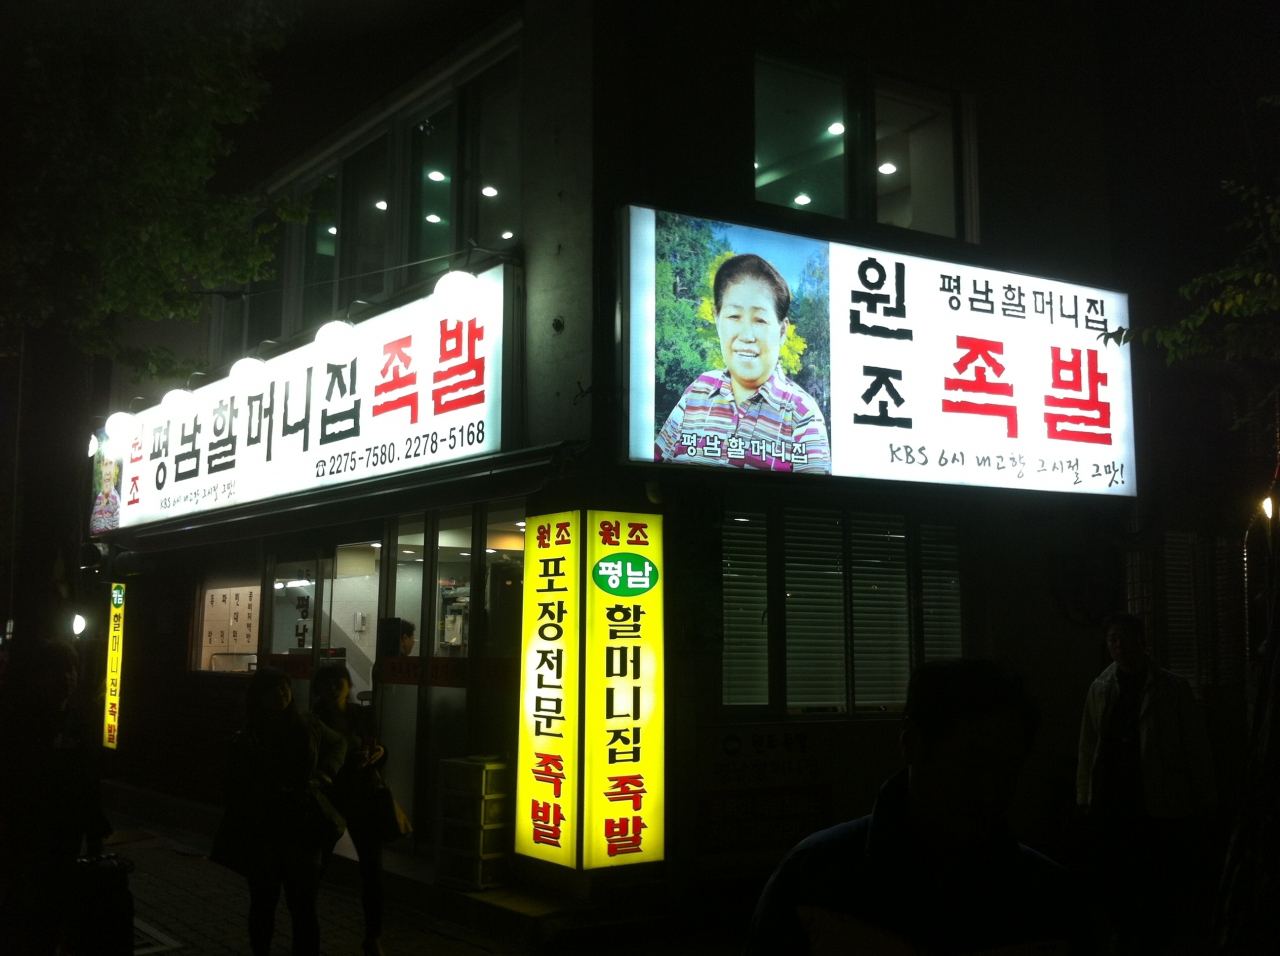 원조
평남할머니집
족발
2275-7580. 2278-5168
KBS 6시 내고향 그시절 그맛!
평남할머니집
원조
평남할머니집
족발
KBS 6시 내고향 그시절 그맛!
원조
포장전문
족발
원조
평남
할머니집
족발
평남
할머니집
족발
평남